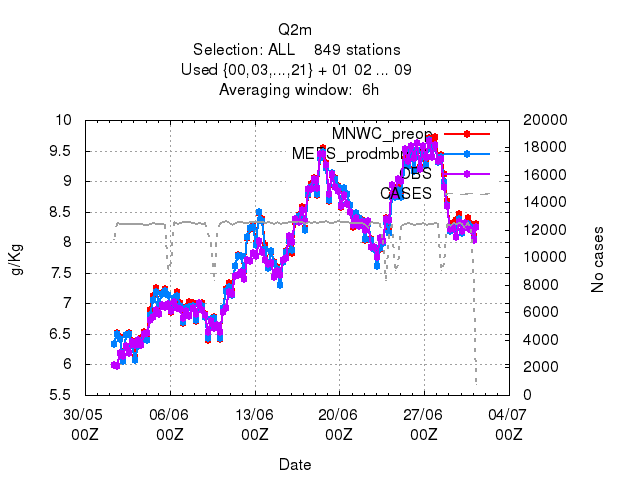 Q2m
Selection: ALL    849 stations
Used {00,03,...,21} + 01 02 ... 09
Averaging window:  6h
10
9.5
9
8.5
8
7.5
7
6.5
6
5.5
g/Kg
20000
18000
16000
14000
12000
10000
8000
6000
4000
2000
0
No cases
MNWC_preop
MEPS_prodmbr
OBS
CASES
30/05 06/06 13/06 20/06 27/06 04/07
00Z 00Z 00Z 00Z 00Z 00Z
Date